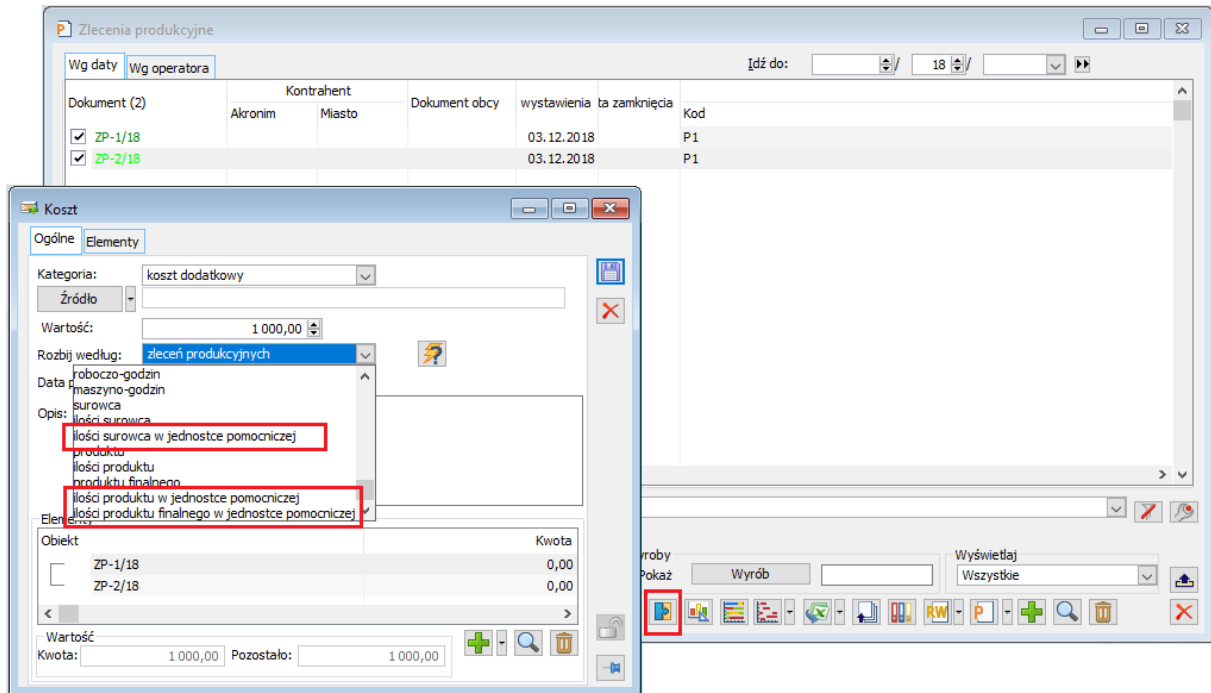 Zlecenia produkcyjne
Wg daty Wg operatora Idź do: / 18 /
Dokument (2) Kontrahent Dokument obcy wystawienia ta zamknięcia
Akronim Miasto Kod
ZP-1/18 03.12.2018 P1
ZP-2/18 03.12.2018 P1
Koszt
Ogólne Elementy
Kategoria: koszt dodatkowy
Źródło
Wartość: 1 000,00
Rozbij według: zleceń produkcyjnych
Data p
roboczo-godzin
maszyno-godzin
surowca
Opis:
ilości surowca
ilości surowca w jednostce pomocniczej
produktu
ilości produktu
produktu finalnego
ilości produktu w jednostce pomocniczej
ilości produktu finalnego w jednostce pomocniczej
Elementy
Obiekt Kwota
ZP-1/18 0,00
ZP-2/18 0,00
Wartość
Kwota: 1 000,00 Pozostało: 1 000,00
yroby Wyświetlaj
Pokaż Wyrób Wszystkie
RW P